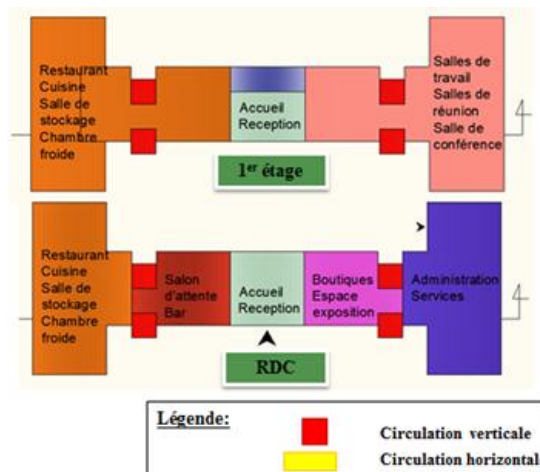 Restaurant
Cuisine
Salle de
stockage
Chambre
froide
Accueil
Reception
Salles de
travail
Salles de
réunion
Salle de
conférence
1er étage
Restaurant
Cuisine
Salle de
stockage
Chambre
froide
Salon
d'attente
Bar
Accueil
Reception
Boutiques
Espace
exposition
Administration
Services
RDC
Légende:
Circulation verticale
Circulation horizontale